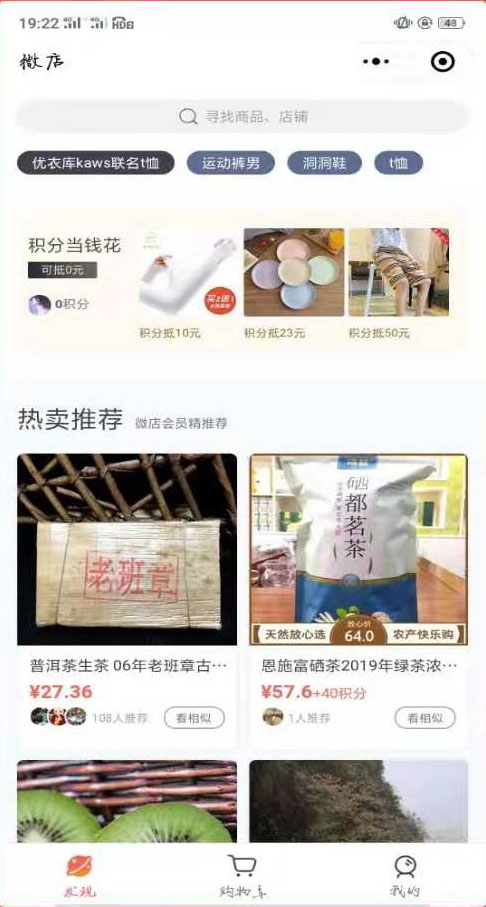 19:22 4G 4G HDB 48
微店
寻找商品、店铺
优衣库kaws联名t恤 运动裤男 洞洞鞋 t恤
积分当钱花
可抵0元
0积分
买2送1
积分抵10元 积分抵23元 积分抵50元
热卖推荐 微店会员精推荐
老班章
硒都茗茶
天然放心选 放心价 64.0 农产快乐购
普洱茶生茶 06年老班章古···
¥27.36
108人推荐 看相似
恩施富硒茶2019年绿茶浓···
¥57.6+40积分
1人推荐 看相似
发现 购物车 我的